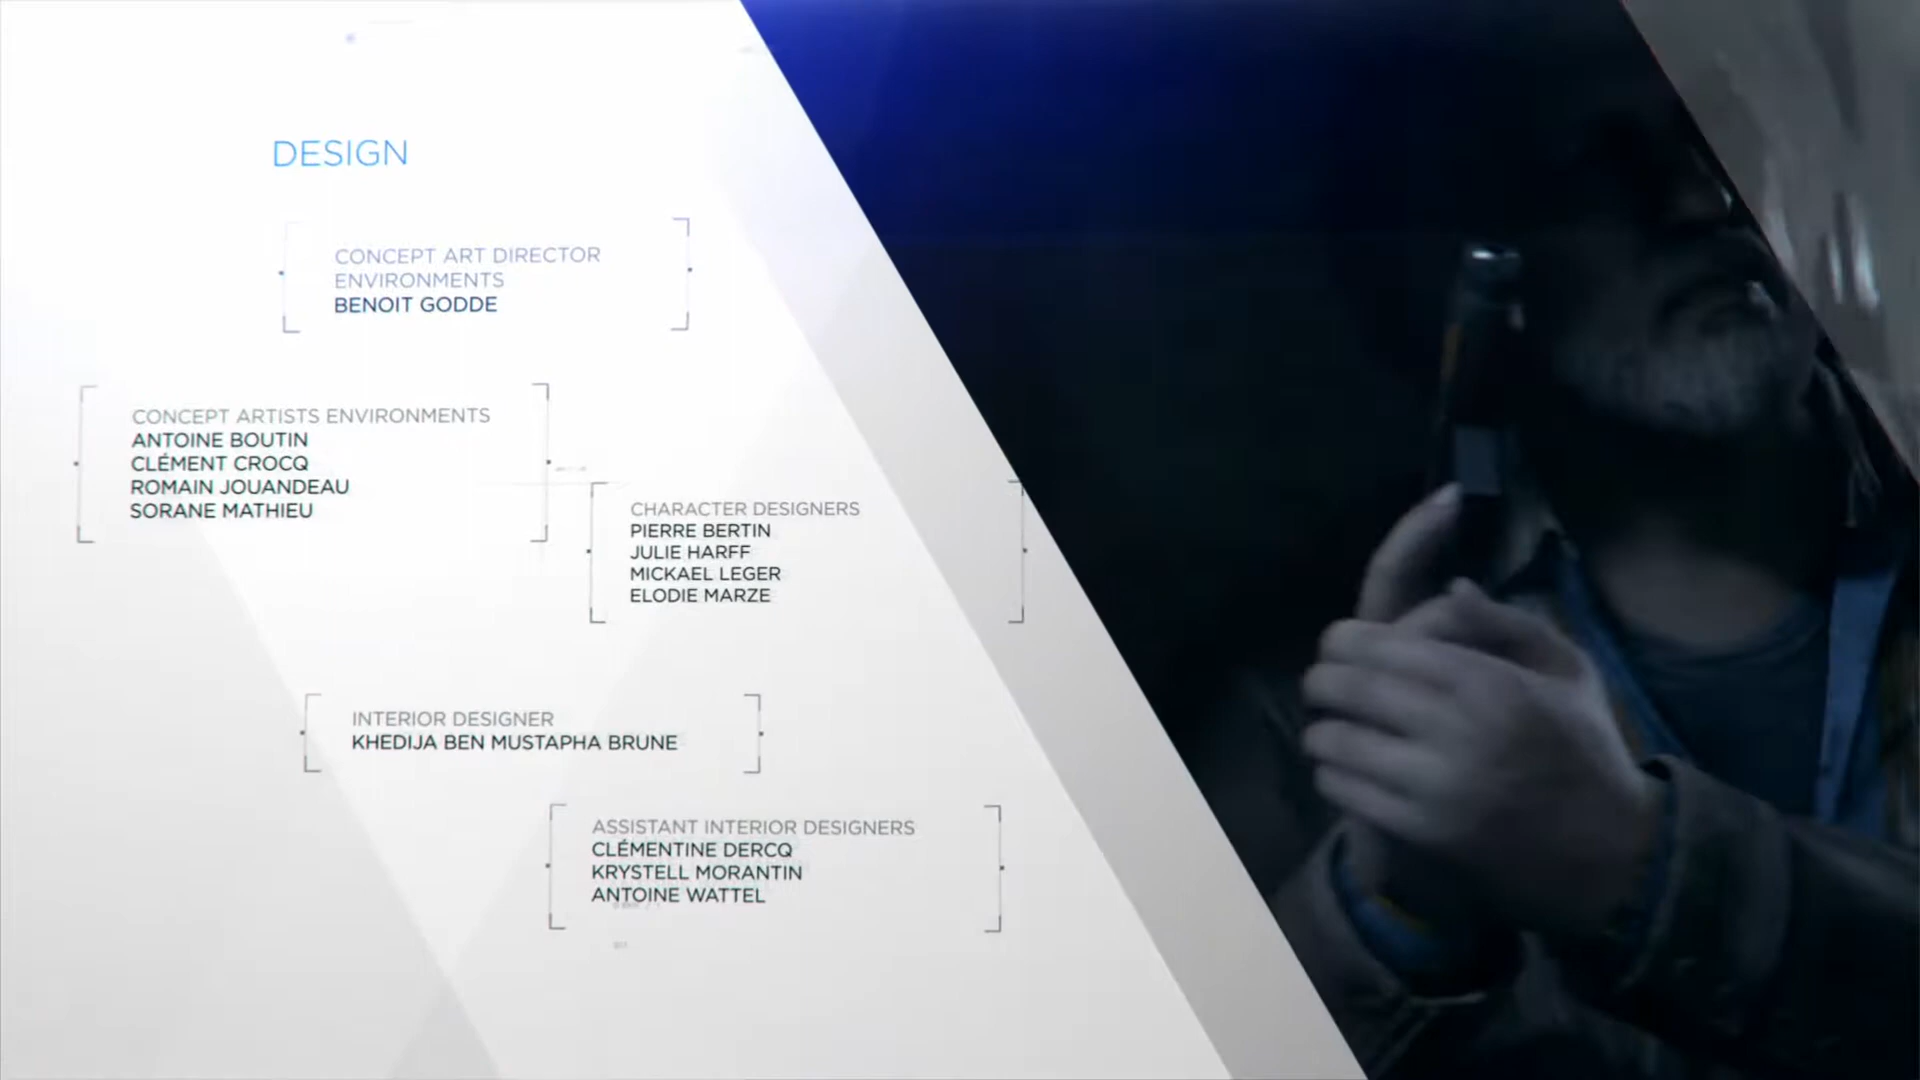 DESIGN
CONCEPT ART DIRECTOR
ENVIRONMENTS
BENOIT GODDE
CONCEPT ARTISTS ENVIRONMENTS
ANTOINE BOUTIN
CLÉMENT CROCQ
ROMAIN JOUANDEAU
SORANE MATHIEU
CHARACTER DESIGNERS
PIERRE BERTIN
JULIE HARFF
MICKAEL LEGER
ELODIE MARZE
INTERIOR DESIGNER
KHEDIJA BEN MUSTAPHA BRUNE
ASSISTANT INTERIOR DESIGNERS
CLÉMENTINE DERCQ
KRYSTELL MORANTIN
ANTOINE WATTEL